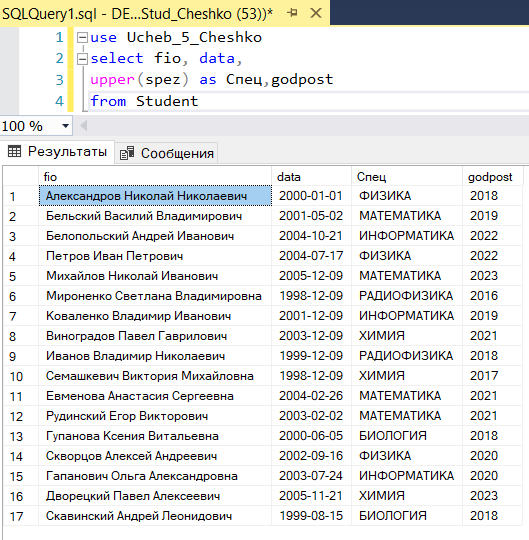 SQLQuery1.sql - DE...Stud_Cheshko (53))*
1 use Ucheb_5_Cheshko
2 select fio, data,
3 upper(spez) as Спец,godpost
4 from Student
100 %
Результаты Сообщения
fio data Спец godpost
1 Александров Николай Николаевич 2000-01-01 ФИЗИКА 2018
2 Бельский Василий Владимирович 2001-05-02 МАТЕМАТИКА 2019
3 Белопольский Андрей Иванович 2004-10-21 ИНФОРМАТИКА 2022
4 Петров Иван Петрович 2004-07-17 ФИЗИКА 2022
5 Михайлов Николай Иванович 2005-12-09 МАТЕМАТИКА 2023
6 Мироненко Светлана Владимировна 1998-12-09 РАДИОФИЗИКА 2016
7 Коваленко Владимир Иванович 2001-12-09 ИНФОРМАТИКА 2019
8 Виноградов Павел Гаврилович 2003-12-09 ХИМИЯ 2021
9 Иванов Владимир Николаевич 1999-12-09 РАДИОФИЗИКА 2018
10 Семашкевич Виктория Михайловна 1998-12-09 ХИМИЯ 2017
11 Евменова Анастасия Сергеевна 2004-02-26 МАТЕМАТИКА 2021
12 Рудинский Егор Викторович 2003-02-02 МАТЕМАТИКА 2021
13 Гупанова Ксения Витальевна 2000-06-05 БИОЛОГИЯ 2018
14 Скворцов Алексей Андреевич 2002-09-16 ФИЗИКА 2020
15 Гапанович Ольга Александровна 2003-07-24 ИНФОРМАТИКА 2020
16 Дворецкий Павел Алексеевич 2005-11-21 ХИМИЯ 2023
17 Скавинский Андрей Леонидович 1999-08-15 БИОЛОГИЯ 2018